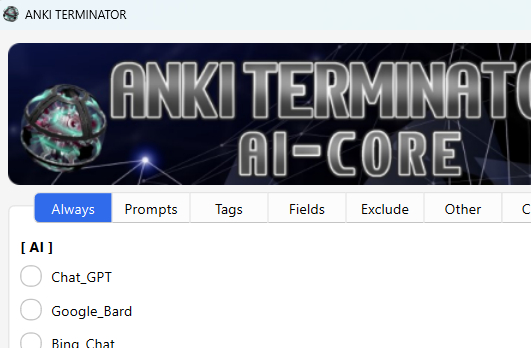 ANKI TERMINATOR
ANKI TERMINATO
AI-CORE
Always Prompts Tags Fields Exclude Other C
[ AI ]
Chat_GPT
Google_Bard
Bing_Chat